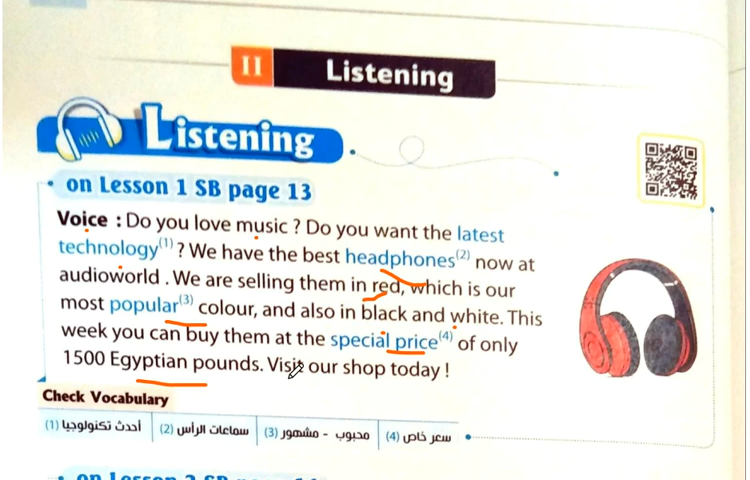 II Listening
Listening
• on Lesson 1 SB page 13
Voice : Do you love music ? Do you want the latest
technology(1) ? We have the best headphones(2) now at
audioworld . We are selling them in red, which is our
most popular(3) colour, and also in black and white. This
week you can buy them at the special price(4) of only
1500 Egyptian pounds. Visit our shop today !
Check Vocabulary
(1) أحدث تكنولوجيا (2) سماعات الرأس (3) محبوب - مشهور (4) سعر خاص